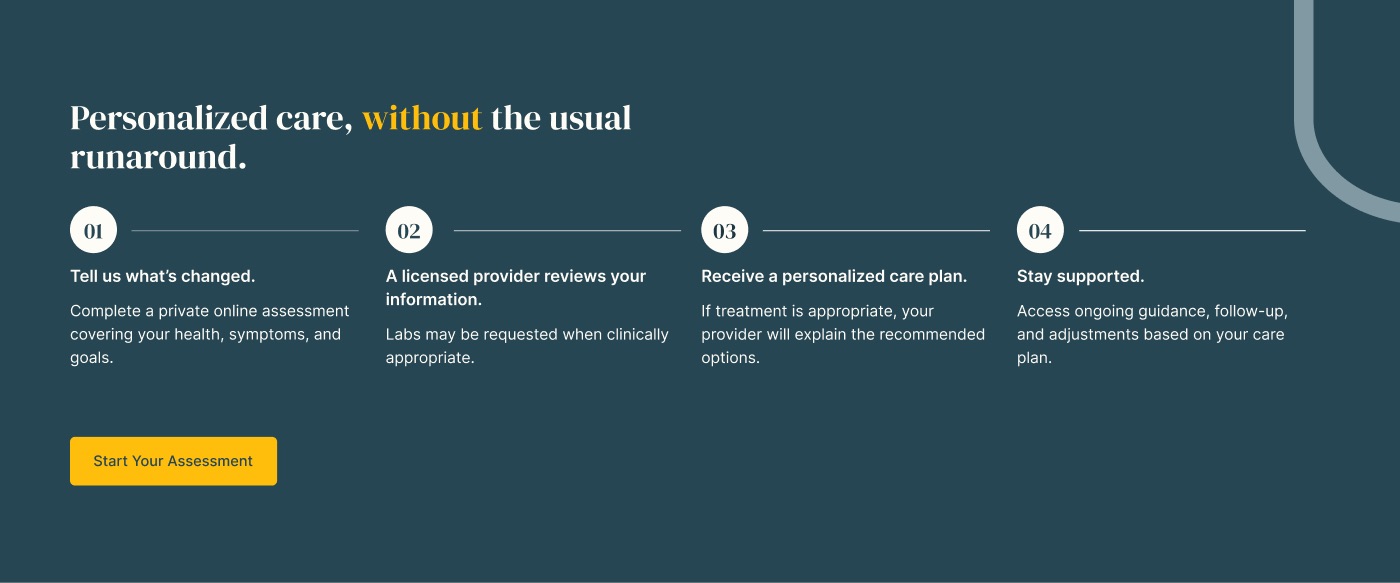 Personalized care, without the usual
runaround.
01
02
03
04
Tell us what’s changed.
Complete a private online assessment
covering your health, symptoms, and
goals.
A licensed provider reviews your
information.
Labs may be requested when clinically
appropriate.
Receive a personalized care plan.
If treatment is appropriate, your
provider will explain the recommended
options.
Stay supported.
Access ongoing guidance, follow-up,
and adjustments based on your care
plan.
Start Your Assessment